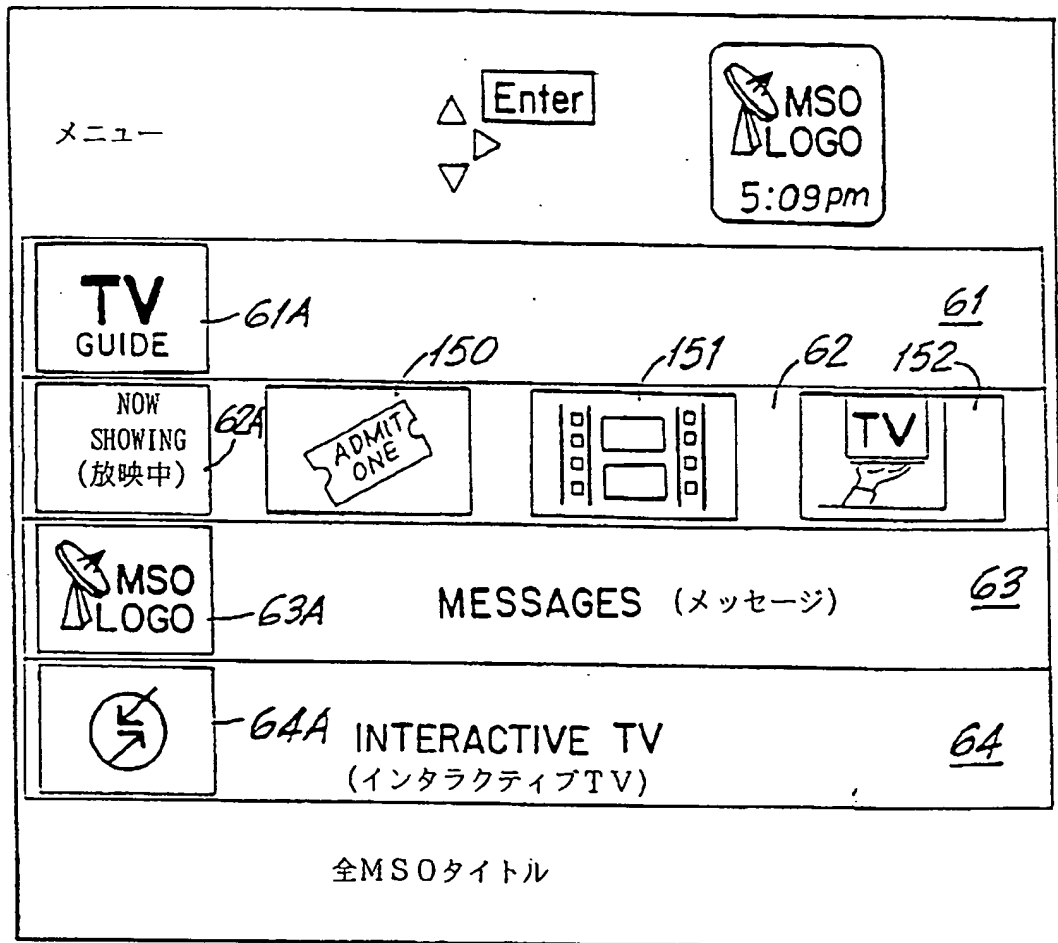 メニュー
Enter
MSO
LOGO
5:09pm
TV
GUIDE
61A
61
150
151
62
152
NOW
SHOWING
(放映中)
62A
ADMIT
ONE
TV
MSO
LOGO
63A
MESSAGES (メッセージ)
63
64A
INTERACTIVE TV
(インタラクティブTV)
64
全MSOタイトル